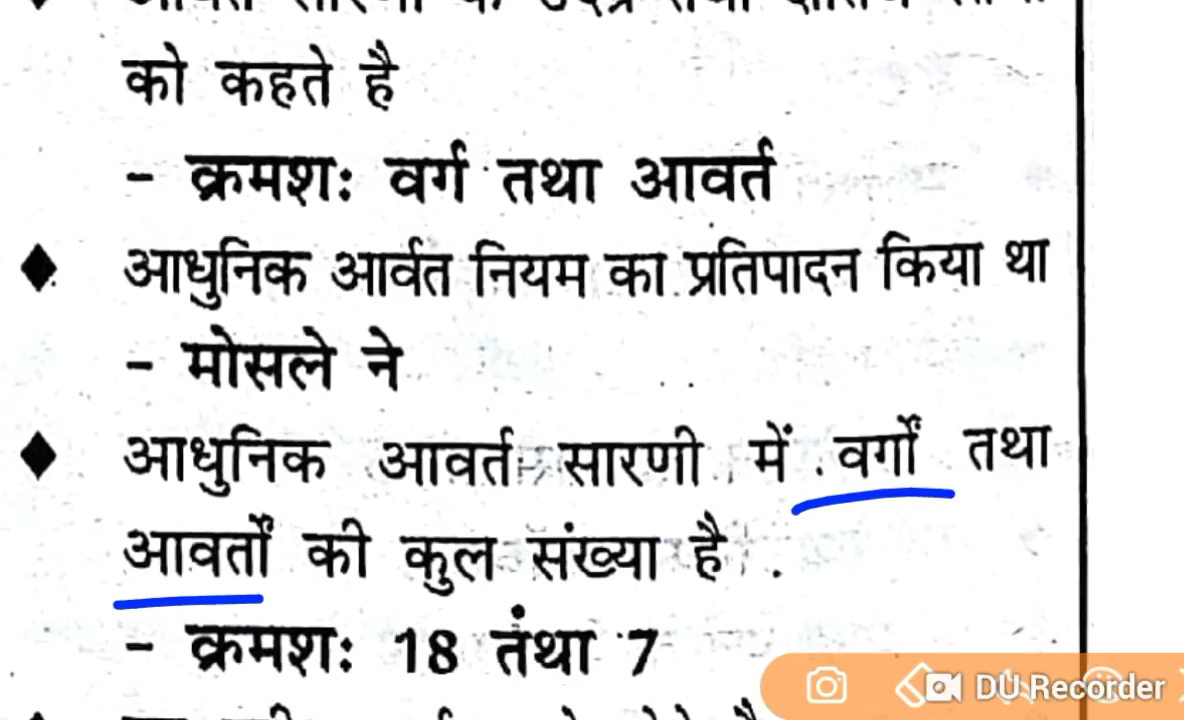 को कहते है
- क्रमशः वर्ग तथा आवर्त
आधुनिक आर्वत नियम का प्रतिपादन किया था
- मोसले ने
आधुनिक आवर्त सारणी में वर्गों तथा
आवर्तों की कुल संख्या है .
- क्रमशः 18 तंथा 7
DU Recorder